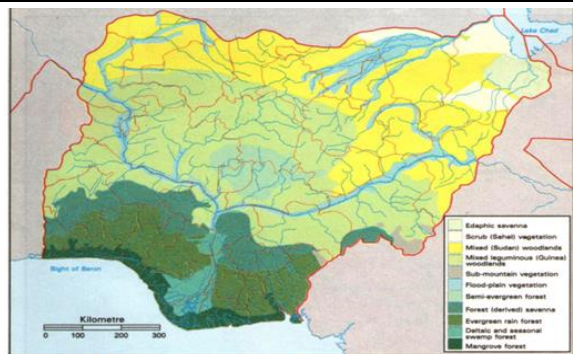 Lake Chad
Bight of Benin
Kilometre
0 100 200 300
Edaphic savanna
Scrub (Sahel) vegetation
Mixed (Sudan) woodlands
Mixed leguminous (Guinea)
woodlands
Sub-mountain vegetation
Flood-plain vegetation
Semi-evergreen forest
Forest (derived) savanna
Evergreen rain forest
Deltaic and seasonal
swamp forest
Mangrove forest